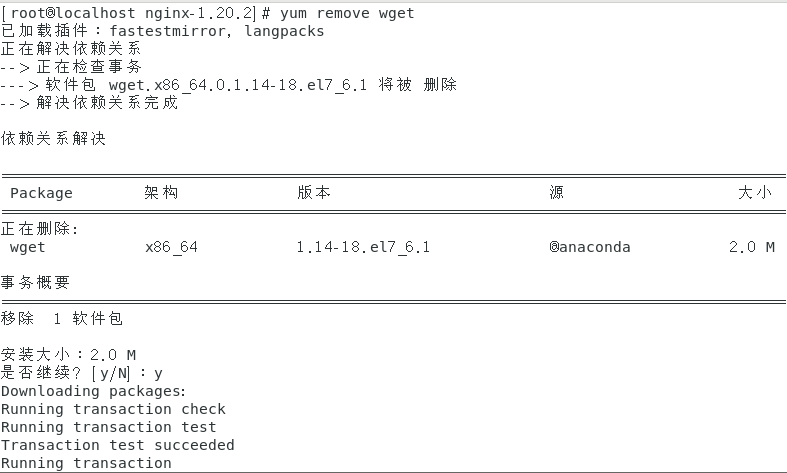 [root@localhost nginx-1.20.2]# yum remove wget
已加载插件：fastestmirror, langpacks
正在解决依赖关系
--> 正在检查事务
---> 软件包 wget.x86_64.0.1.14-18.el7_6.1 将被 删除
--> 解决依赖关系完成
依赖关系解决
Package 架构 版本 源 大小
正在删除:
wget x86_64 1.14-18.el7_6.1 @anaconda 2.0 M
事务概要
移除 1 软件包
安装大小：2.0 M
是否继续？[y/N]：y
Downloading packages:
Running transaction check
Running transaction test
Transaction test succeeded
Running transaction